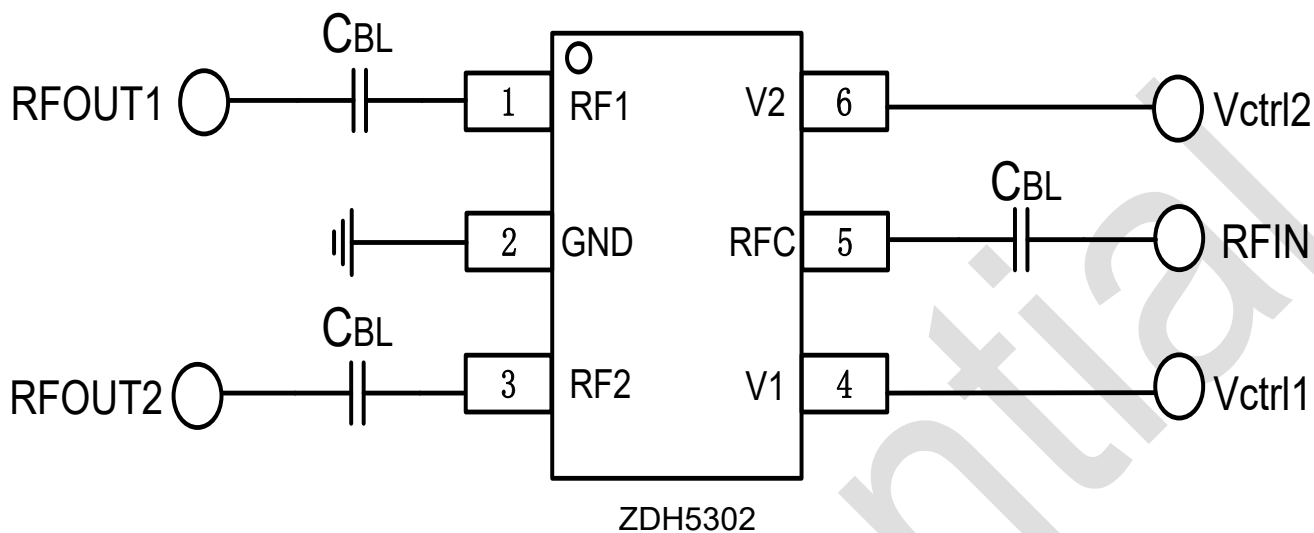 CBL
RFOUT1
1
RF1
V2
6
Vctrl2
2
GND
RFC
5
CBL
RFIN
CBL
RFOUT2
3
RF2
V1
4
Vctrl1
ZDH5302
ntial